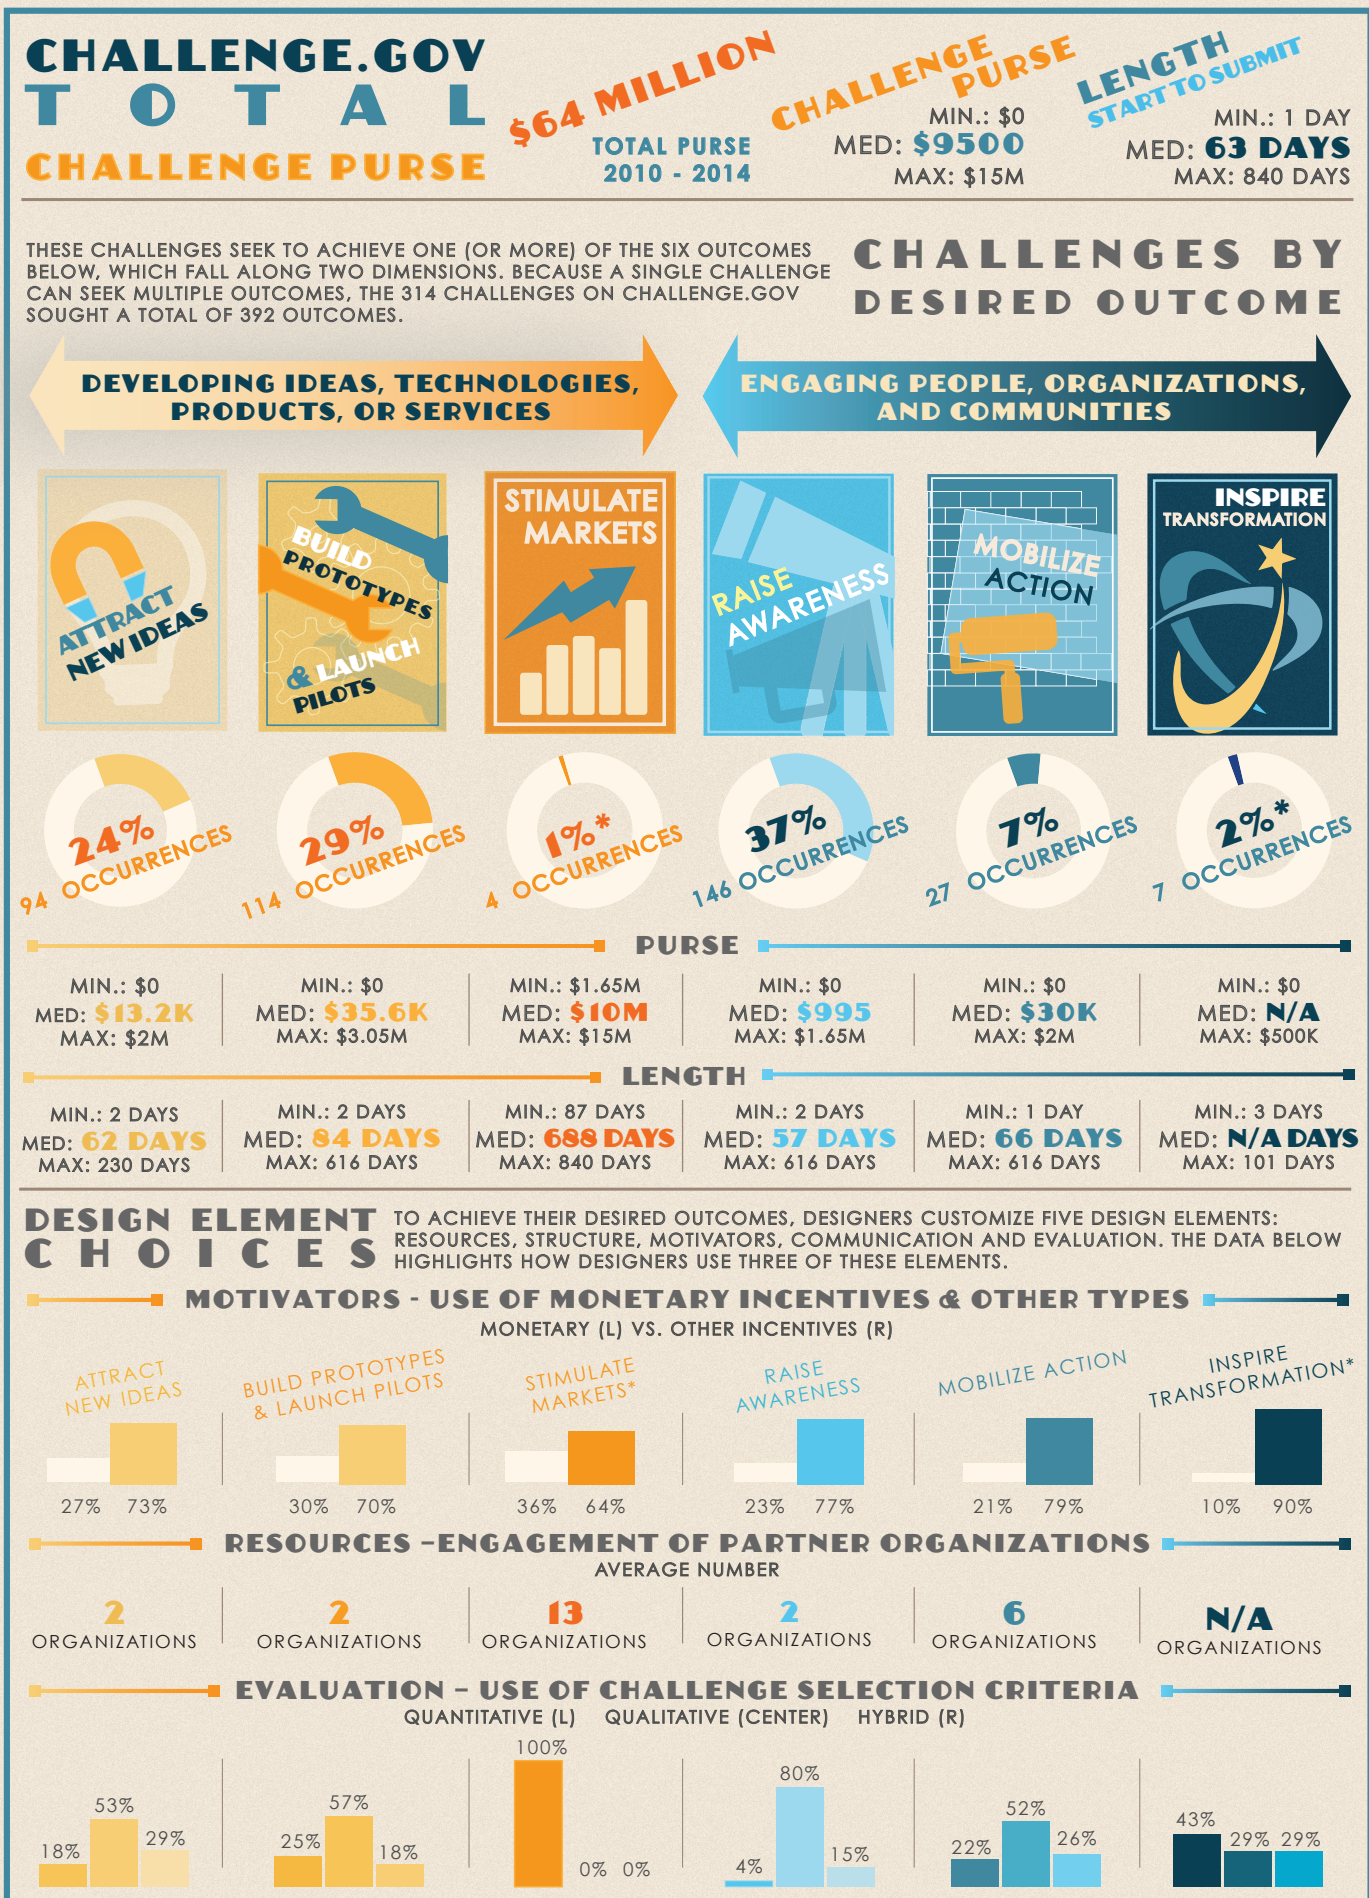 CHALLENGE.GOV
TOTAL
CHALLENGE PURSE
$64 MILLION
TOTAL PURSE
2010 - 2014
CHALLENGE
PURSE
MIN.: $0
MED: $9500
MAX: $15M
LENGTH
START TO SUBMIT
MIN.: 1 DAY
MED: 63 DAYS
MAX: 840 DAYS
THESE CHALLENGES SEEK TO ACHIEVE ONE (OR MORE) OF THE SIX OUTCOMES
BELOW, WHICH FALL ALONG TWO DIMENSIONS. BECAUSE A SINGLE CHALLENGE
CAN SEEK MULTIPLE OUTCOMES, THE 314 CHALLENGES ON CHALLENGE.GOV
SOUGHT A TOTAL OF 392 OUTCOMES.
CHALLENGES BY
DESIRED OUTCOME
DEVELOPING IDEAS, TECHNOLOGIES,
PRODUCTS, OR SERVICES
ENGAGING PEOPLE, ORGANIZATIONS,
AND COMMUNITIES
ATTRACT
NEW IDEAS
BUILD
PROTOTYPES
& LAUNCH
PILOTS
STIMULATE
MARKETS
RAISE
AWARENESS
MOBILIZE
ACTION
INSPIRE
TRANSFORMATION
24%
94 OCCURRENCES
29%
114 OCCURRENCES
1%*
4 OCCURRENCES
37%
146 OCCURRENCES
7%
27 OCCURRENCES
2%*
7 OCCURRENCES
PURSE
MIN.: $0
MED: $13.2K
MAX: $2M
MIN.: $0
MED: $35.6K
MAX: $3.05M
MIN.: $1.65M
MED: $10M
MAX: $15M
MIN.: $0
MED: $995
MAX: $1.65M
MIN.: $0
MED: $30K
MAX: $2M
MIN.: $0
MED: N/A
MAX: $500K
LENGTH
MIN.: 2 DAYS
MED: 62 DAYS
MAX: 230 DAYS
MIN.: 2 DAYS
MED: 84 DAYS
MAX: 616 DAYS
MIN.: 87 DAYS
MED: 688 DAYS
MAX: 840 DAYS
MIN.: 2 DAYS
MED: 57 DAYS
MAX: 616 DAYS
MIN.: 1 DAY
MED: 66 DAYS
MAX: 616 DAYS
MIN.: 3 DAYS
MED: N/A DAYS
MAX: 101 DAYS
DESIGN ELEMENT
CHOICES
TO ACHIEVE THEIR DESIRED OUTCOMES, DESIGNERS CUSTOMIZE FIVE DESIGN ELEMENTS:
RESOURCES, STRUCTURE, MOTIVATORS, COMMUNICATION AND EVALUATION. THE DATA BELOW
HIGHLIGHTS HOW DESIGNERS USE THREE OF THESE ELEMENTS.
MOTIVATORS - USE OF MONETARY INCENTIVES & OTHER TYPES
MONETARY (L) VS. OTHER INCENTIVES (R)
ATTRACT
NEW IDEAS
27% 73%
BUILD PROTOTYPES
& LAUNCH PILOTS
30% 70%
STIMULATE
MARKETS*
36% 64%
RAISE
AWARENESS
23% 77%
MOBILIZE ACTION
21% 79%
INSPIRE
TRANSFORMATION*
10% 90%
RESOURCES –ENGAGEMENT OF PARTNER ORGANIZATIONS
AVERAGE NUMBER
2
ORGANIZATIONS
2
ORGANIZATIONS
13
ORGANIZATIONS
2
ORGANIZATIONS
6
ORGANIZATIONS
N/A
ORGANIZATIONS
EVALUATION – USE OF CHALLENGE SELECTION CRITERIA
QUANTITATIVE (L) QUALITATIVE (CENTER) HYBRID (R)
18% 53% 29%
25% 57% 18%
100% 0% 0%
4% 80% 15%
22% 52% 26%
43% 29% 29%